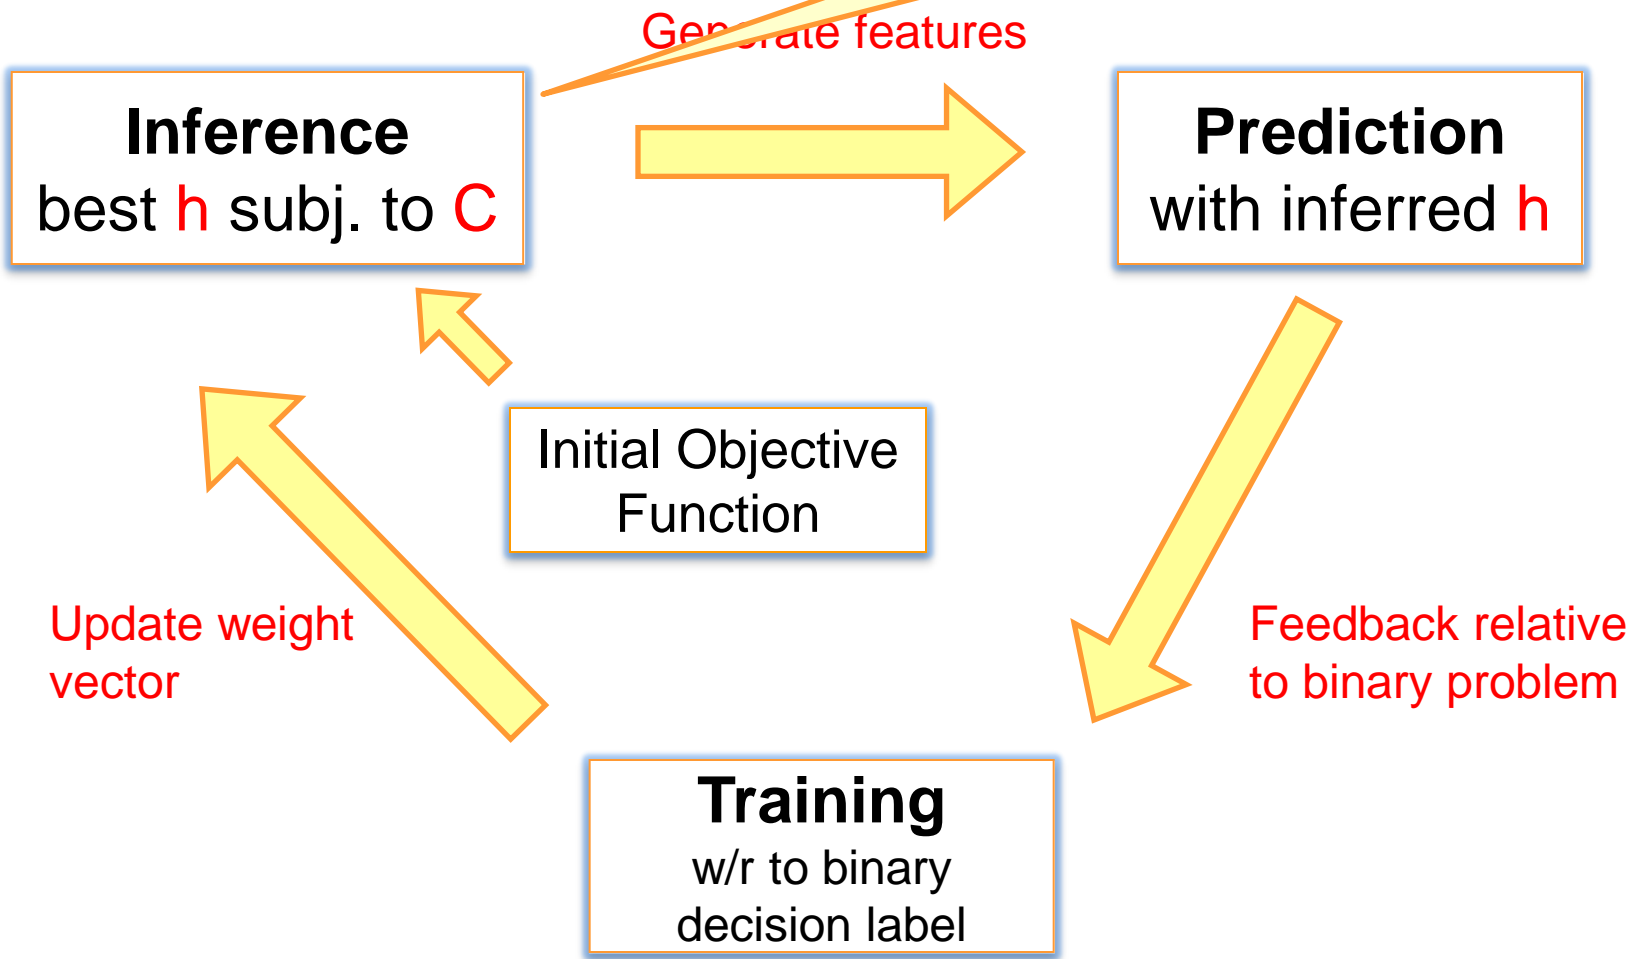 Generate features
Inference
best h subj. to C
Prediction
with inferred h
Initial Objective
Function
Update weight
vector
Feedback relative
to binary problem
Training
w/r to binary
decision label